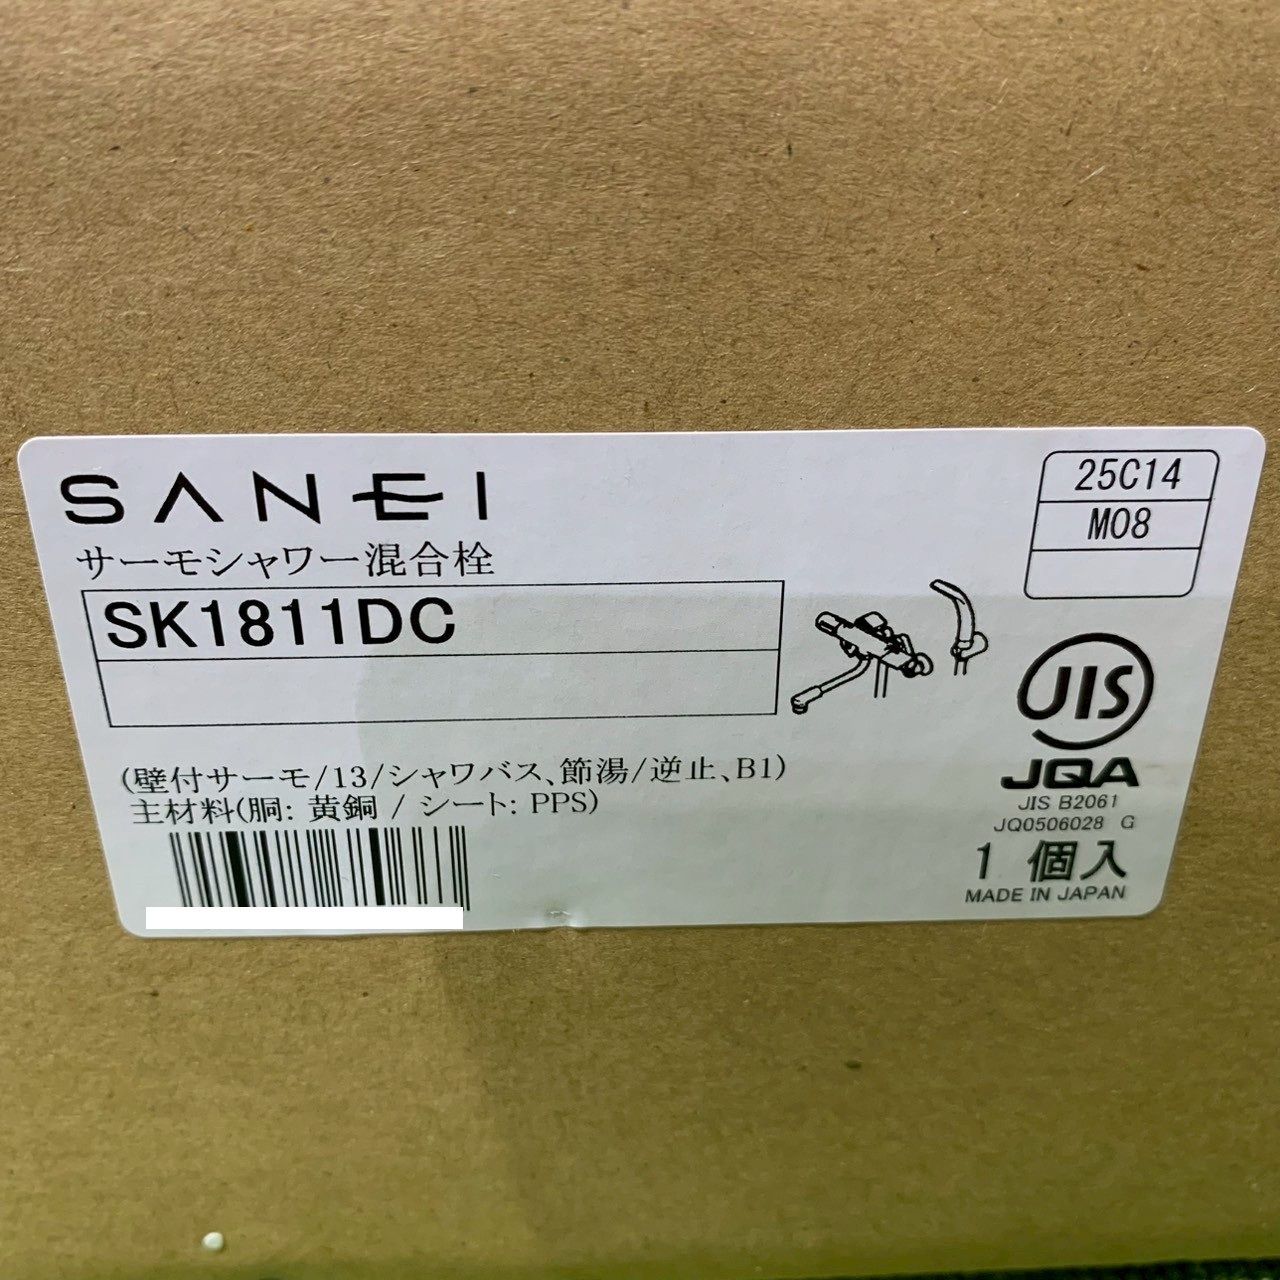 SANEI
サーモシャワー混合栓
SK1811DC
25C14
M08
(壁付サーモ/13/シャワバス、節湯/逆止、B1)
主材料(胴: 黄銅 / シート: PPS)
JIS
JQA
JIS B2061
JQ0506028 G
1 個入
MADE IN JAPAN